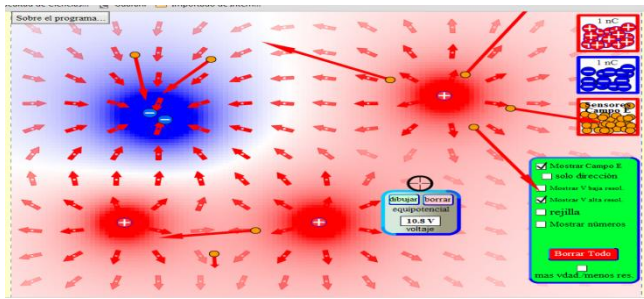 Sobre el programa...
1 nC
1 nC
Sensores
Campo E
Mostrar Campo E
solo dirección
Mostrar V baja resol.
Mostrar V alta resol.
rejilla
Mostrar números
Borrar Todo
mas vdad./menos res.
dibujar borrar
equipotencial
10.8 V
voltaje